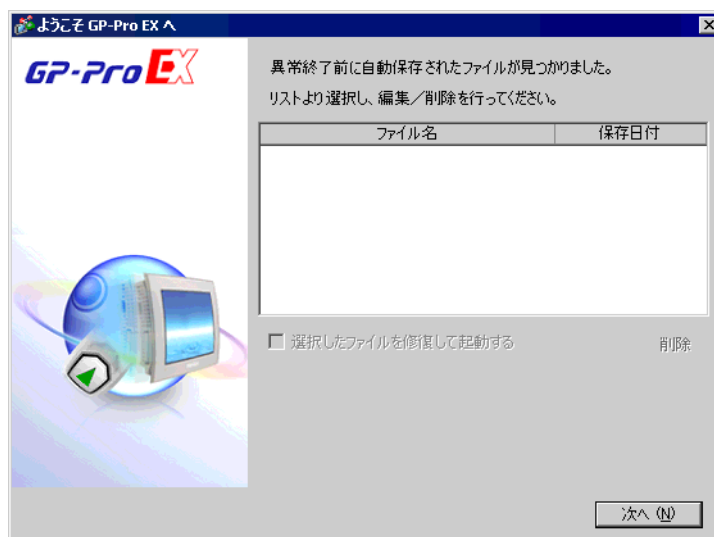 ようこそ GP-Pro EX へ
GP-Pro EX
異常終了前に自動保存されたファイルが見つかりました。
リストより選択し、編集／削除を行ってください。
ファイル名 保存日付
選択したファイルを修復して起動する 削除
次へ (N)